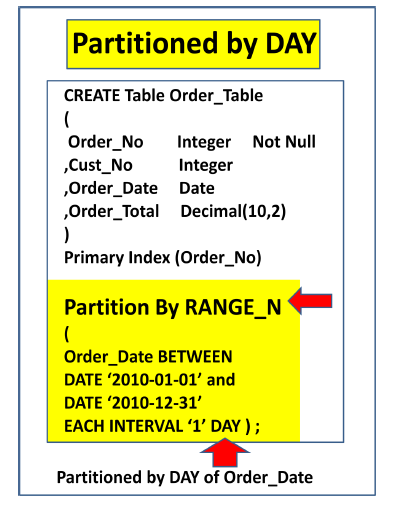 Partitioned by DAY
CREATE Table Order_Table
(
Order_No Integer Not Null
,Cust_No Integer
,Order_Date Date
,Order_Total Decimal(10,2)
)
Primary Index (Order_No)
Partition By RANGE_N
(
Order_Date BETWEEN
DATE ‘2010-01-01’ and
DATE ‘2010-12-31’
EACH INTERVAL ‘1’ DAY ) ;
Partitioned by DAY of Order_Date